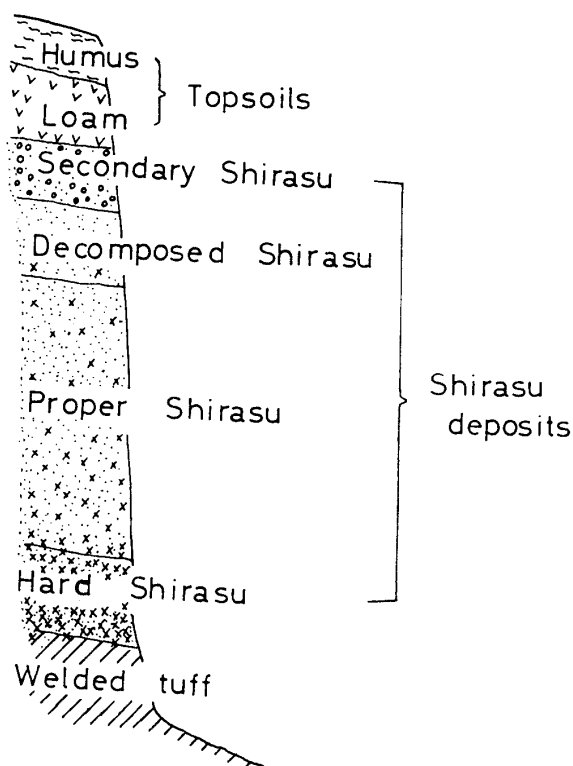 Humus
Topsoils
Loam
Secondary Shirasu
Decomposed Shirasu
Proper Shirasu
Shirasu
deposits
Hard Shirasu
Welded tuff